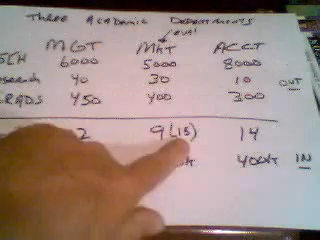 THREE ACADEMIC DEPARTMENTS
MGT MKT ACCT
SCH 6000 5000 8000
40 30 10 OUT
GRADS 450 400 300
2 9(15) 14
400K IN